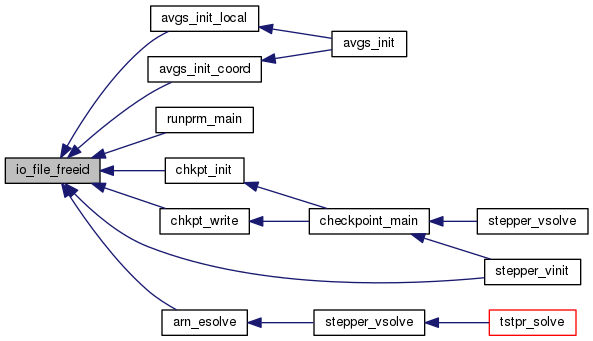 avgs_init_local
avgs_init
avgs_init_coord
runprm_main
io_file_freeid
chkpt_init
chkpt_write
checkpoint_main
stepper_vsolve
stepper_vinit
arn_esolve
stepper_vsolve
tstpr_solve